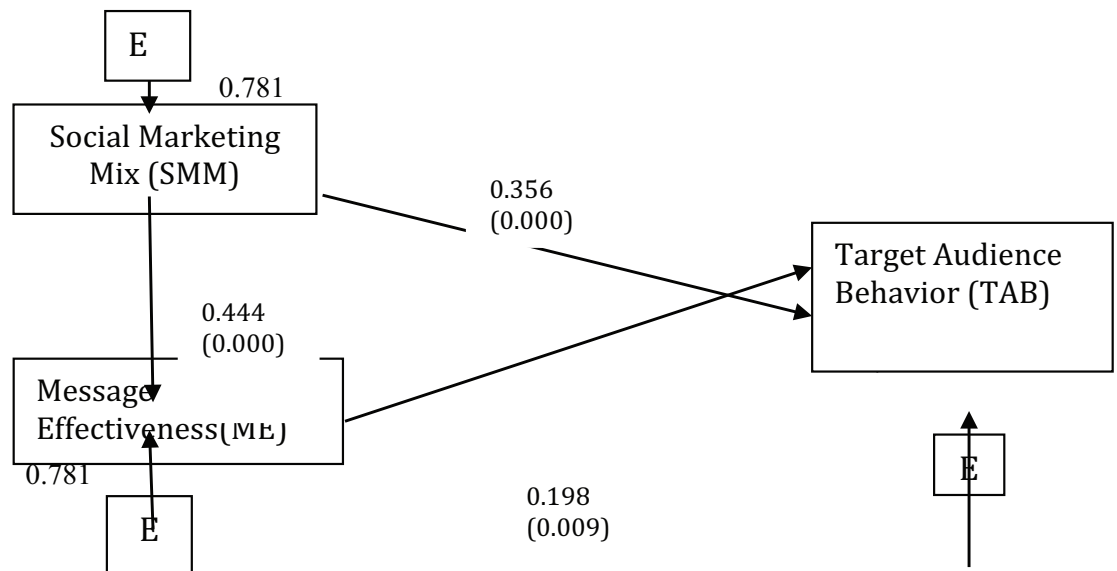 E
0.781
Social Marketing
Mix (SMM)
0.356
(0.000)
Target Audience
Behavior (TAB)
0.444
(0.000)
Message
Effectiveness(ME)
0.781
E
0.198
(0.009)
E